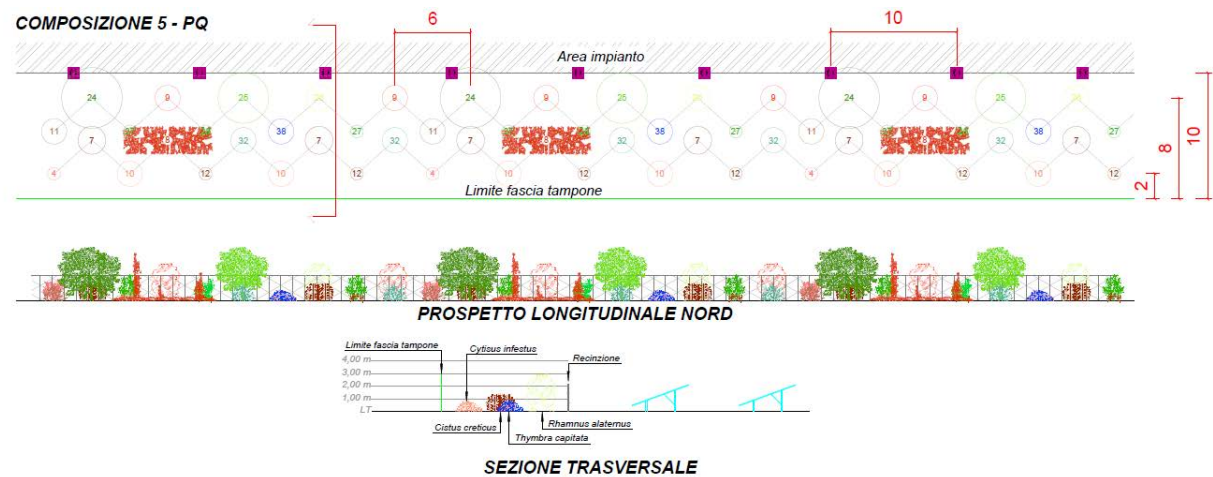 COMPOSIZIONE 5 - PQ
6
10
Area impianto
24 9 25 9 24 9 25 9 24 9 25
11 7 8 32 38 7 27 32 11 7 8 32 38 7 27 32 11 7 8 32 38 7 27
4 10 12 10 12 4 10 12 10 12 4 10 12 10 12
Limite fascia tampone
2
8
10
PROSPETTO LONGITUDINALE NORD
Limite fascia tampone
Cytisus infestus
Recinzione
4,00 m
3,00 m
2,00 m
1,00 m
LT
Cistus creticus
Rhamnus alaternus
Thymbra capitata
SEZIONE TRASVERSALE